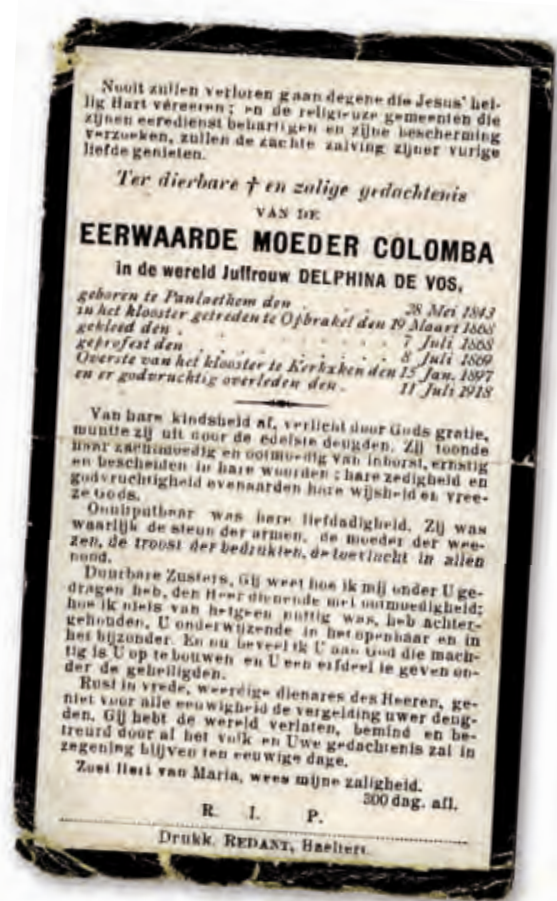 Nooit zullen verloren gaan degene die Jesus' hei-
lig Hart vereeren; en de religieuze gemeenten die
zijnen eeredienst behartigen en zijne bescherming
verzoeken, zullen de zachte zalving zijner vurige
liefde genieten.
Ter dierbare † en zalige gedachtenis
VAN DE
EERWAARDE MOEDER COLOMBA
in de wereld Juffrouw DELPHINA DE VOS,
geboren te Paulaethem den . . . 28 Mei 1843
in het klooster getreden te Opbrakel den 19 Maart 1868
gekleed den . . . . . . . 7 Juli 1868
geprofest den . . . . . . . 8 Juli 1869
Overste van het klooster te Kerkxken den 15 Jan. 1897
en er godvruchtig overleden den . 11 Juli 1918
Van hare kindsheid af, verlicht door Gods gratie,
muntte zij uit door de edelste deugden. Zij toonde
haar zachtmoedig en ootmoedig van inborst, ernstig
en bescheiden in hare woorden; hare zedigheid en
godvruchtigheid evenaarden hare wijsheid en vree-
ze Gods.
Onuitputbaar was hare liefdadigheid. Zij was
waarlijk de steun der armen, de moeder der wee-
zen, de troost der bedrukten, de toevlucht in allen
nood.
Duurbare Zusters, Gij weet hoe ik mij onder U ge-
dragen heb, den Heer dienende met ootmoedigheid;
hoe ik niets van hetgeen nuttig was, heb achter-
gehouden, U onderwijzende in het openbaar en in
het bijzonder. En nu beveel ik U aan God die mach-
tig is U op te bouwen en U een erfdeel te geven on-
der de geheiligden.
Rust in vrede, weerdige dienares des Heeren, ge-
niet voor alle eeuwigheid de vergelding uwer deug-
den. Gij hebt de wereld verlaten, bemind en be-
treurd door al het volk en Uwe gedachtenis zal in
zegening blijven ten eeuwige dage.
Zoet Hert van Maria, wees mijne zaligheid.
300 dag. afl.
R. I. P.
Drukk. REDANT, Haeltert.